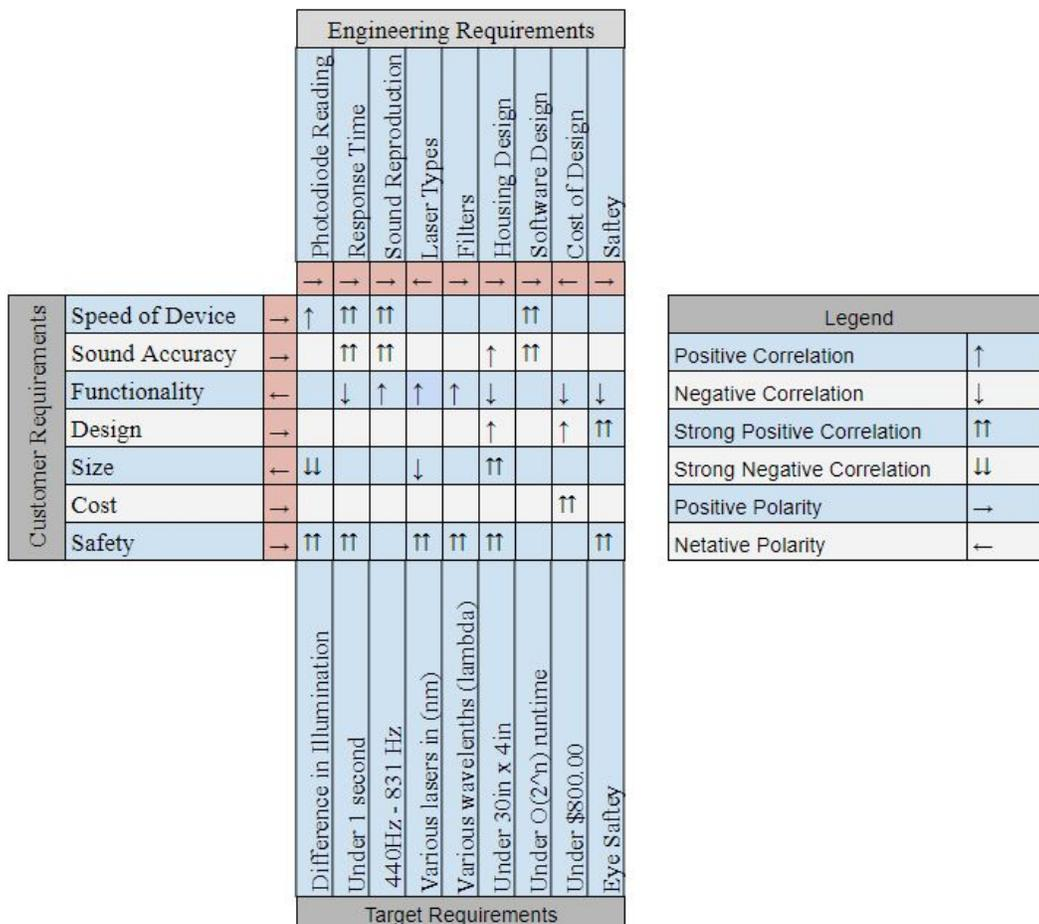 Engineering Requirements
Photodiode Reading
Response Time
Sound Reproduction
Laser Types
Filters
Housing Design
Software Design
Cost of Design
Saftey
→ → → ← → → → ← →
Customer Requirements
Speed of Device → ↑ ⇈ ⇈ ⇈
Sound Accuracy → ⇈ ⇈ ↑ ⇈
Functionality ← ↓ ↑ ↑ ↑ ↓ ↓ ↓
Design → ↑ ↑ ⇈
Size ← ⇊ ↓ ⇈
Cost → ⇈
Safety → ⇈ ⇈ ⇈ ⇈ ⇈ ⇈
Difference in Illumination
Under 1 second
440Hz - 831 Hz
Various lasers in (nm)
Various wavelenths (lambda)
Under 30in x 4in
Under O(2^n) runtime
Under $800.00
Eye Saftey
Target Requirements
Legend
Positive Correlation ↑
Negative Correlation ↓
Strong Positive Correlation ⇈
Strong Negative Correlation ⇊
Positive Polarity →
Netative Polarity ←